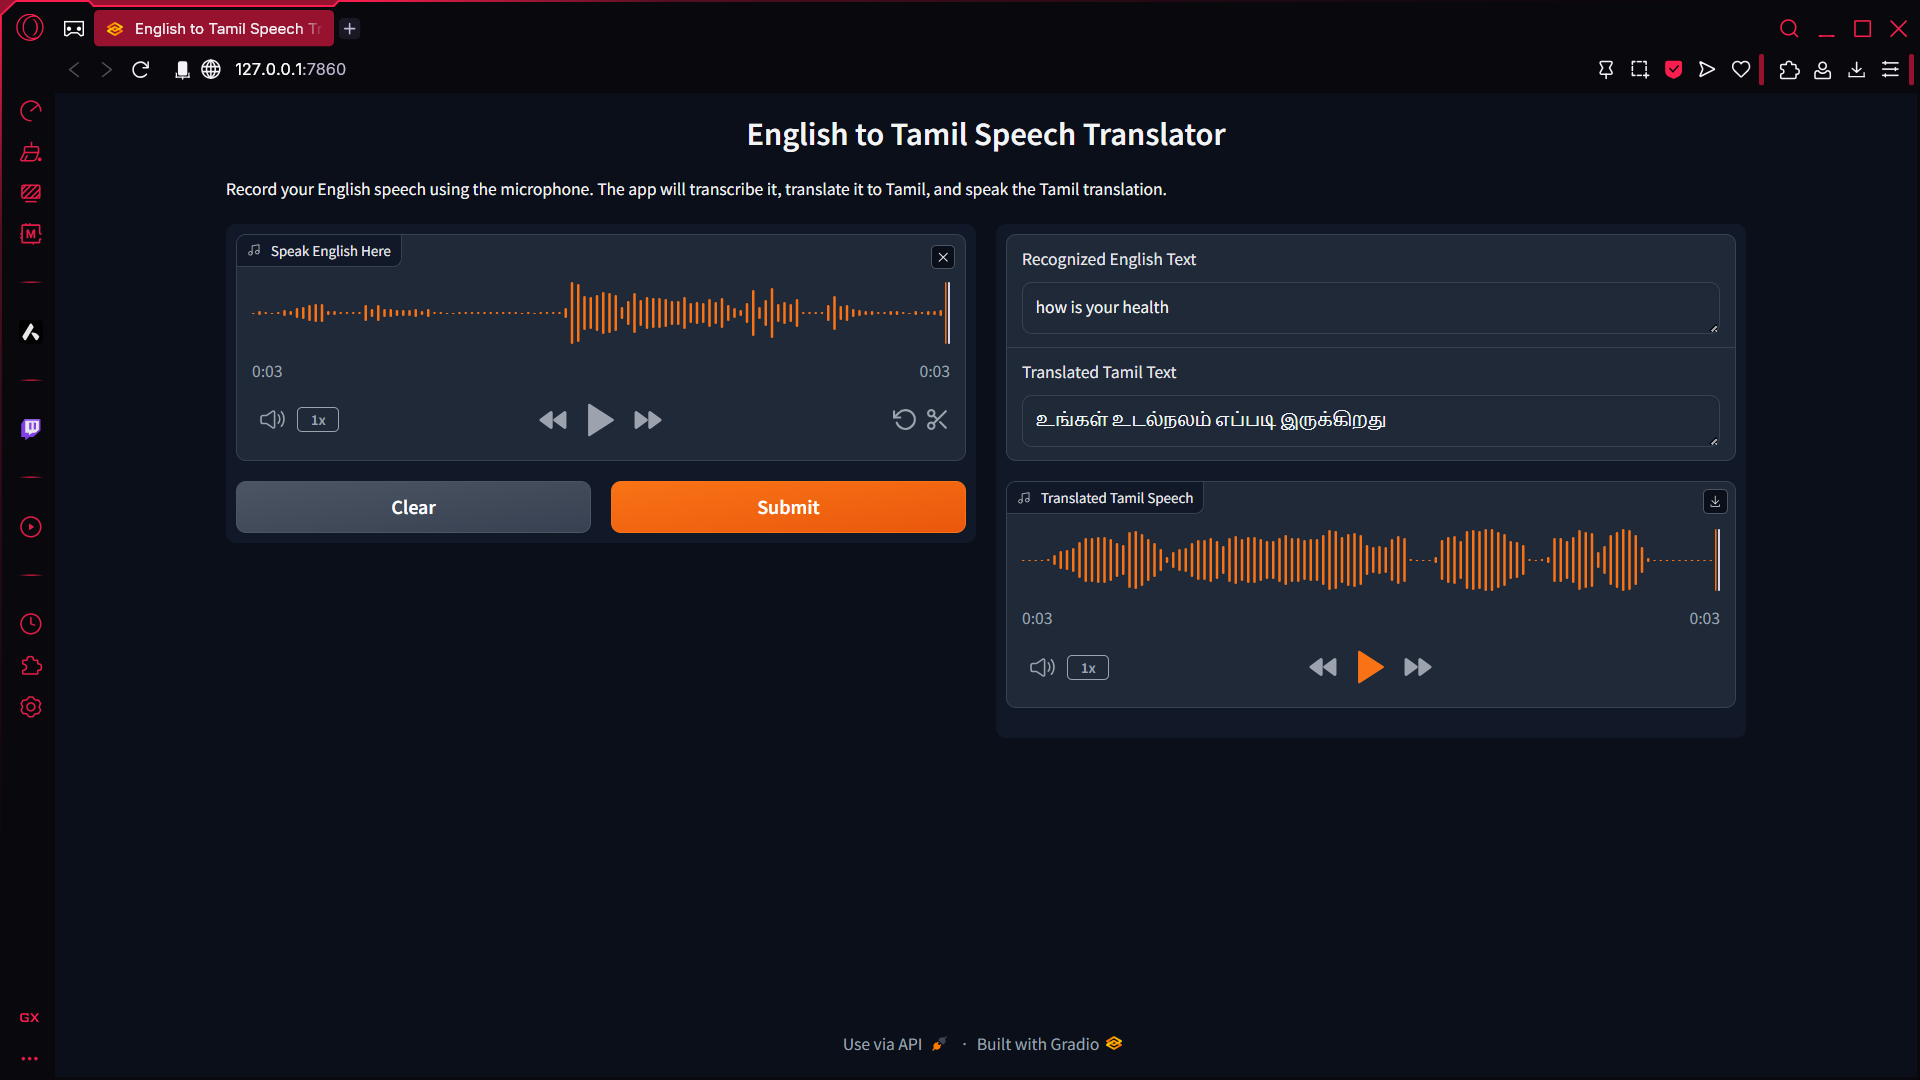 English to Tamil Speech Tr
127.0.0.1:7860
English to Tamil Speech Translator
Record your English speech using the microphone. The app will transcribe it, translate it to Tamil, and speak the Tamil translation.
Speak English Here
0:03
0:03
1x
Clear
Submit
Recognized English Text
how is your health
Translated Tamil Text
உங்கள் உடல்நலம் எப்படி இருக்கிறது
Translated Tamil Speech
0:03
0:03
1x
M
GX
Use via API · Built with Gradio